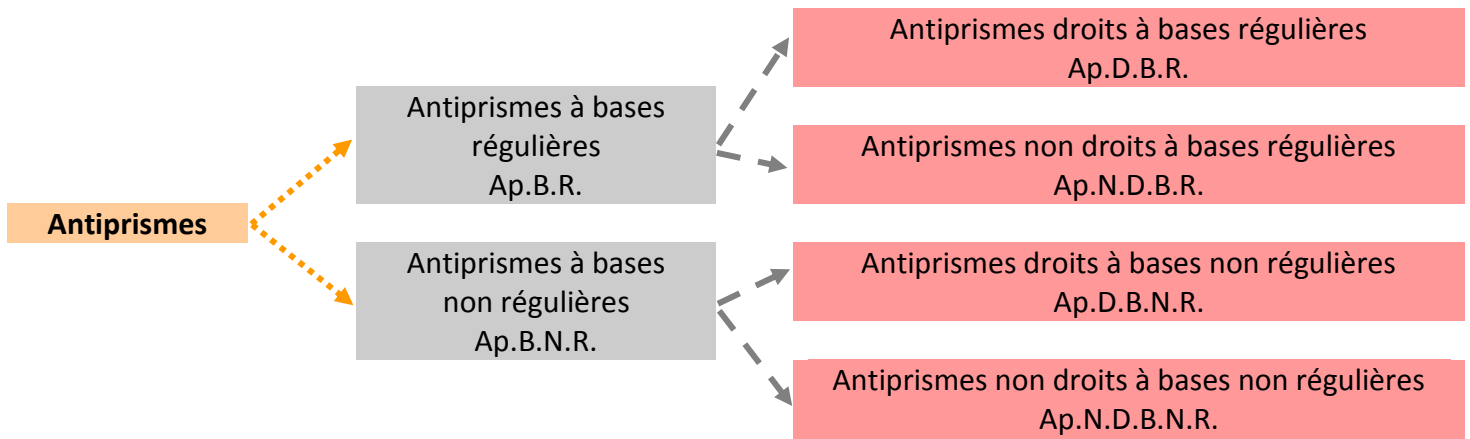 Antiprismes
Antiprismes à bases
régulières
Ap.B.R.
Antiprismes à bases
non régulières
Ap.B.N.R.
Antiprismes droits à bases régulières
Ap.D.B.R.
Antiprismes non droits à bases régulières
Ap.N.D.B.R.
Antiprismes droits à bases non régulières
Ap.D.B.N.R.
Antiprismes non droits à bases non régulières
Ap.N.D.B.N.R.